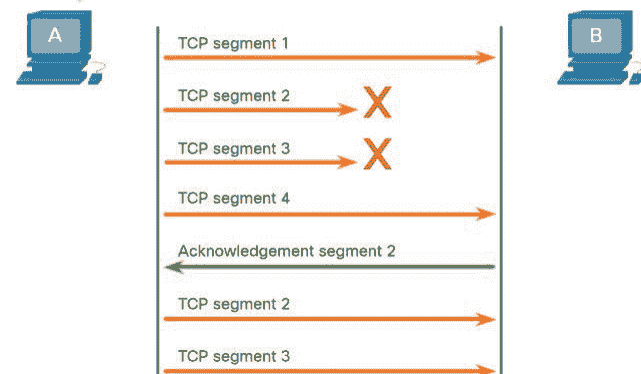 A
B
TCP segment 1
TCP segment 2
X
TCP segment 3
X
TCP segment 4
Acknowledgement segment 2
TCP segment 2
TCP segment 3